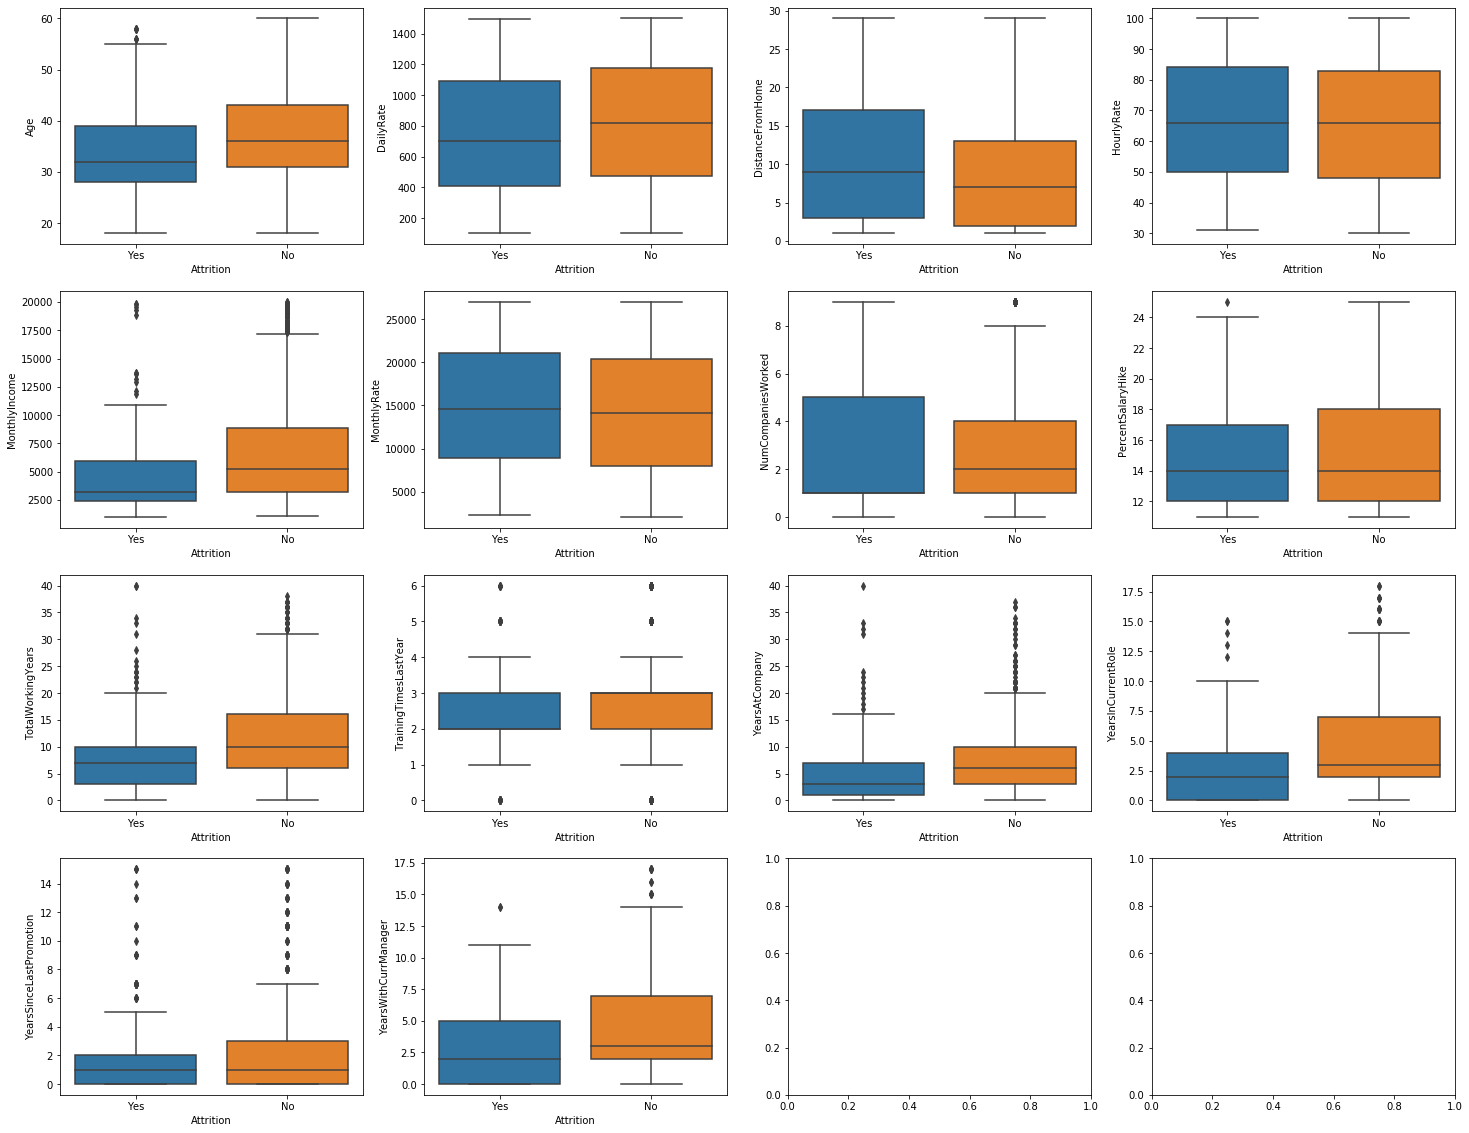 60
50
40
30
20
Age
Yes No
Attrition
1400
1200
1000
800
600
400
200
DailyRate
Yes No
Attrition
30
25
20
15
10
5
0
DistanceFromHome
Yes No
Attrition
100
90
80
70
60
50
40
30
HourlyRate
Yes No
Attrition
20000
17500
15000
12500
10000
7500
5000
2500
MonthlyIncome
Yes No
Attrition
25000
20000
15000
10000
5000
MonthlyRate
Yes No
Attrition
8
6
4
2
0
NumCompaniesWorked
Yes No
Attrition
24
22
20
18
16
14
12
PercentSalaryHike
Yes No
Attrition
40
35
30
25
20
15
10
5
0
TotalWorkingYears
Yes No
Attrition
6
5
4
3
2
1
0
TrainingTimesLastYear
Yes No
Attrition
40
35
30
25
20
15
10
5
0
YearsAtCompany
Yes No
Attrition
17.5
15.0
12.5
10.0
7.5
5.0
2.5
0.0
YearsInCurrentRole
Yes No
Attrition
14
12
10
8
6
4
2
0
YearsSinceLastPromotion
Yes No
Attrition
17.5
15.0
12.5
10.0
7.5
5.0
2.5
0.0
YearsWithCurrManager
Yes No
Attrition
1.0
0.8
0.6
0.4
0.2
0.0
0.0 0.2 0.4 0.6 0.8 1.0
1.0
0.8
0.6
0.4
0.2
0.0
0.0 0.2 0.4 0.6 0.8 1.0